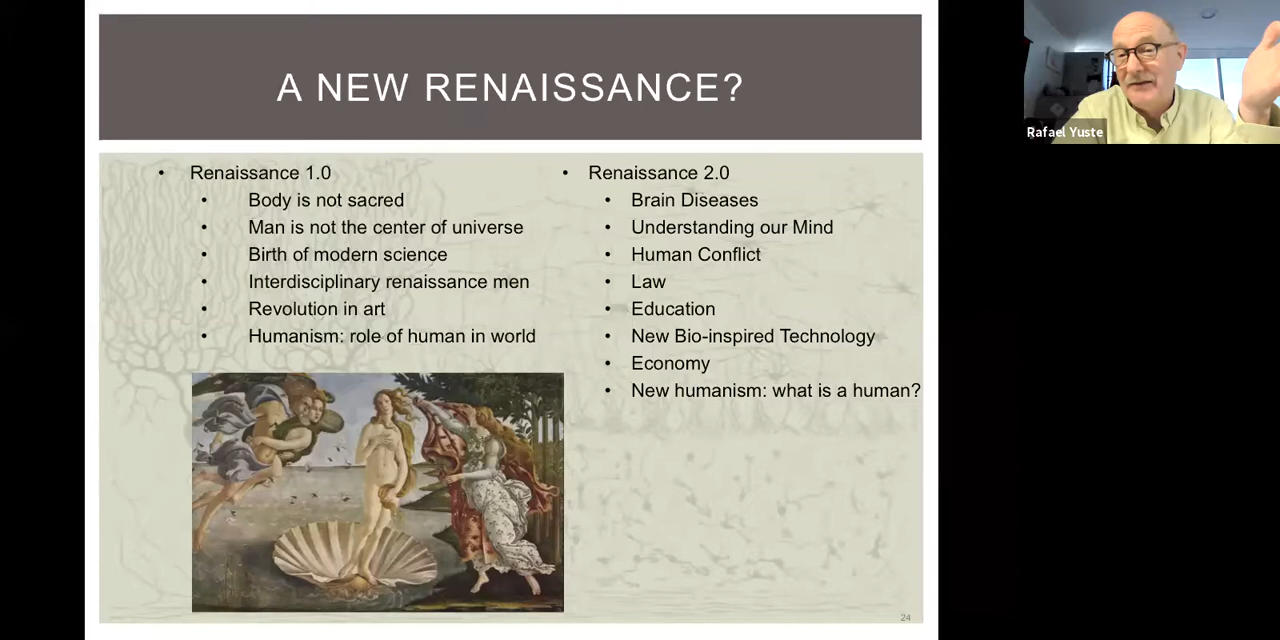 A NEW RENAISSANCE?
• Renaissance 1.0
• Body is not sacred
• Man is not the center of universe
• Birth of modern science
• Interdisciplinary renaissance men
• Revolution in art
• Humanism: role of human in world
• Renaissance 2.0
• Brain Diseases
• Understanding our Mind
• Human Conflict
• Law
• Education
• New Bio-inspired Technology
• Economy
• New humanism: what is a human?
24
Rafael Yuste